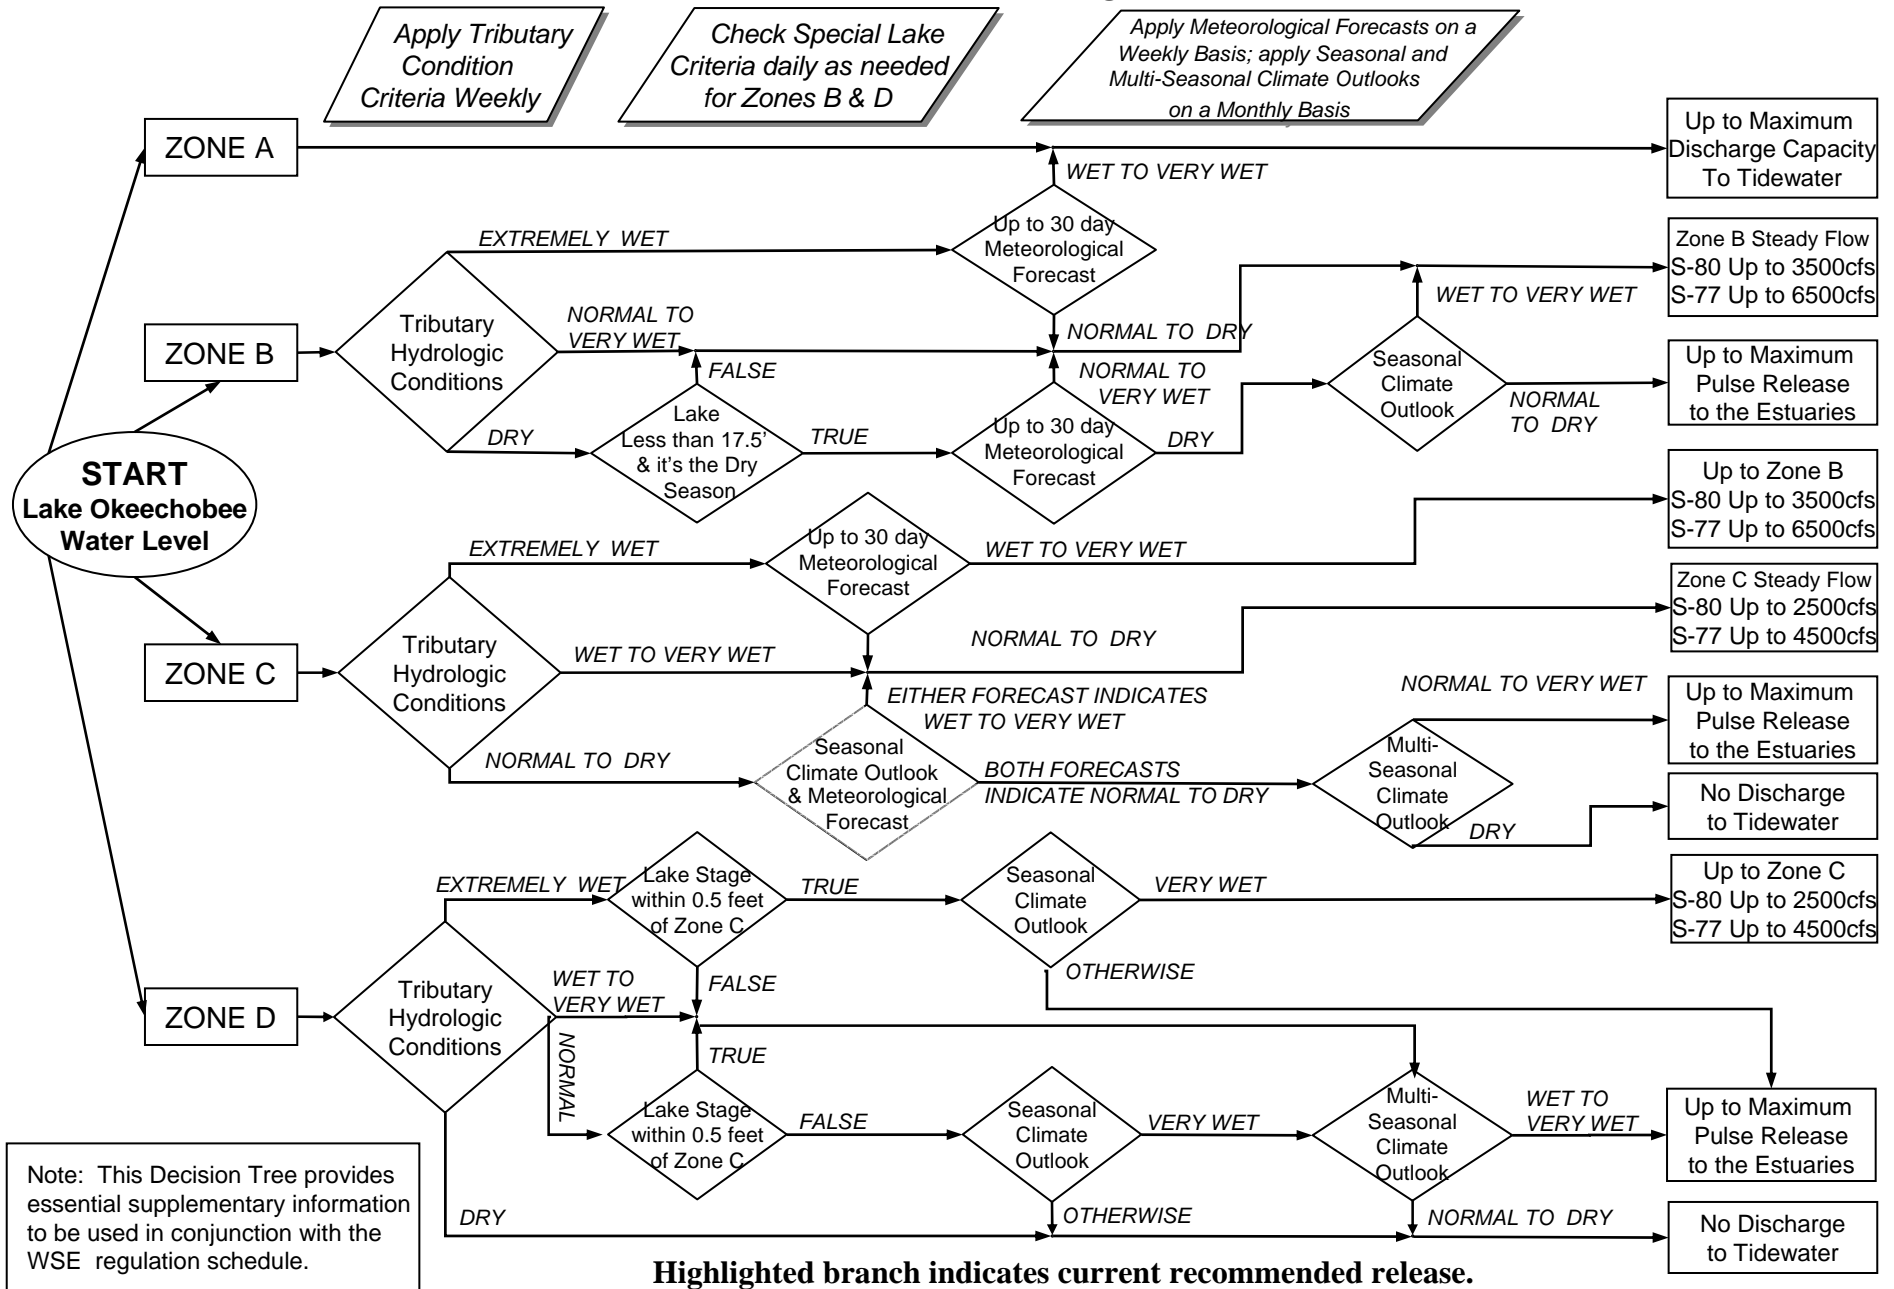 Apply Tributary
Condition
Criteria Weekly
Check Special Lake
Criteria daily as needed
for Zones B & D
Apply Meteorological Forecasts on a
Weekly Basis; apply Seasonal and
Multi-Seasonal Climate Outlooks
on a Monthly Basis
ZONE A
Up to Maximum
Discharge Capacity
To Tidewater
WET TO VERY WET
EXTREMELY WET
Up to 30 day
Meteorological
Forecast
Zone B Steady Flow
S-80 Up to 3500cfs
S-77 Up to 6500cfs
WET TO VERY WET
ZONE B
Tributary
Hydrologic
Conditions
NORMAL TO
VERY WET
NORMAL TO DRY
FALSE
NORMAL TO
VERY WET
Seasonal
Climate
Outlook
NORMAL
TO DRY
Up to Maximum
Pulse Release
to the Estuaries
DRY
Lake
Less than 17.5'
& it's the Dry
Season
TRUE
Up to 30 day
Meteorological
Forecast
DRY
START
Lake Okeechobee
Water Level
Up to Zone B
S-80 Up to 3500cfs
S-77 Up to 6500cfs
EXTREMELY WET
Up to 30 day
Meteorological
Forecast
WET TO VERY WET
Zone C Steady Flow
S-80 Up to 2500cfs
S-77 Up to 4500cfs
ZONE C
Tributary
Hydrologic
Conditions
WET TO VERY WET
NORMAL TO DRY
EITHER FORECAST INDICATES
WET TO VERY WET
NORMAL TO VERY WET
Up to Maximum
Pulse Release
to the Estuaries
NORMAL TO DRY
Seasonal
Climate Outlook
& Meteorological
Forecast
BOTH FORECASTS
INDICATE NORMAL TO DRY
Multi-
Seasonal
Climate
Outlook
DRY
No Discharge
to Tidewater
EXTREMELY WET
Lake Stage
within 0.5 feet
of Zone C
TRUE
Seasonal
Climate
Outlook
VERY WET
Up to Zone C
S-80 Up to 2500cfs
S-77 Up to 4500cfs
ZONE D
Tributary
Hydrologic
Conditions
WET TO
VERY WET
FALSE
OTHERWISE
NORMAL
TRUE
Lake Stage
within 0.5 feet
of Zone C
FALSE
Seasonal
Climate
Outlook
VERY WET
Multi-
Seasonal
Climate
Outlook
WET TO
VERY WET
Up to Maximum
Pulse Release
to the Estuaries
DRY
OTHERWISE
NORMAL TO DRY
No Discharge
to Tidewater
Note: This Decision Tree provides
essential supplementary information
to be used in conjunction with the
WSE regulation schedule.
Highlighted branch indicates current recommended release.